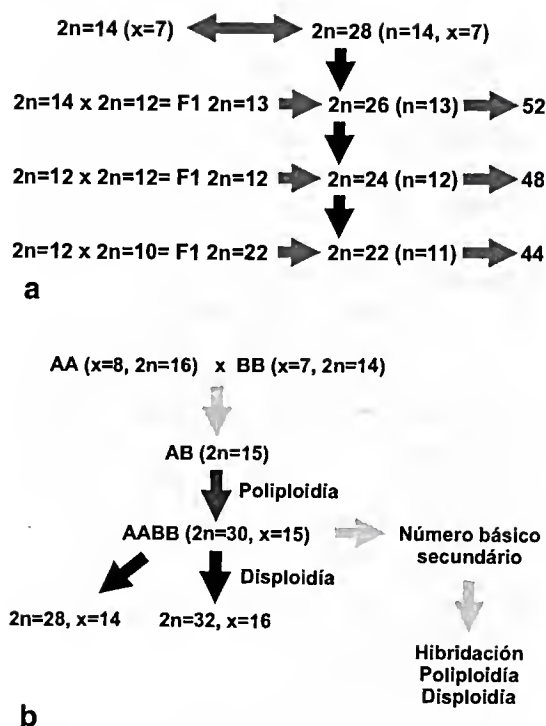 2n=14 (x=7) 2n=28 (n=14, x=7)
2n=14 x 2n=12= F1 2n=13 2n=26 (n=13) 52
2n=12 x 2n=12= F1 2n=12 2n=24 (n=12) 48
2n=12 x 2n=10= F1 2n=22 2n=22 (n=11) 44
a
AA (x=8, 2n=16) x BB (x=7, 2n=14)
AB (2n=15)
Poliploidía
AABB (2n=30, x=15) Número básico
secundário
Disploidía
2n=28, x=14 2n=32, x=16
Hibridación
Poliploidía
Disploidía
b